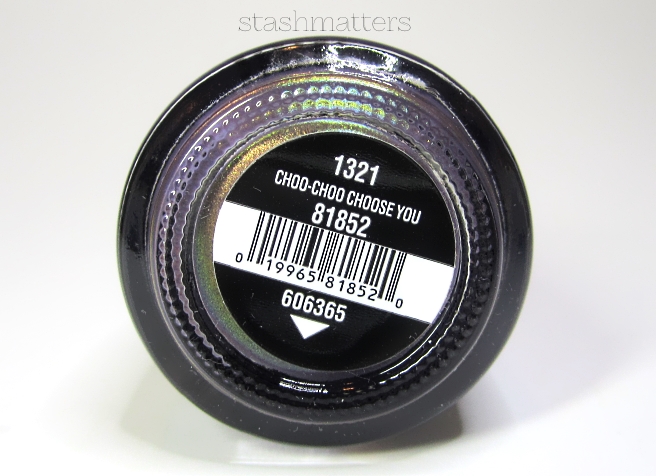 stashmatters
1321
CHOO-CHOO CHOOSE YOU
81852
0 19965 81852 0
606365